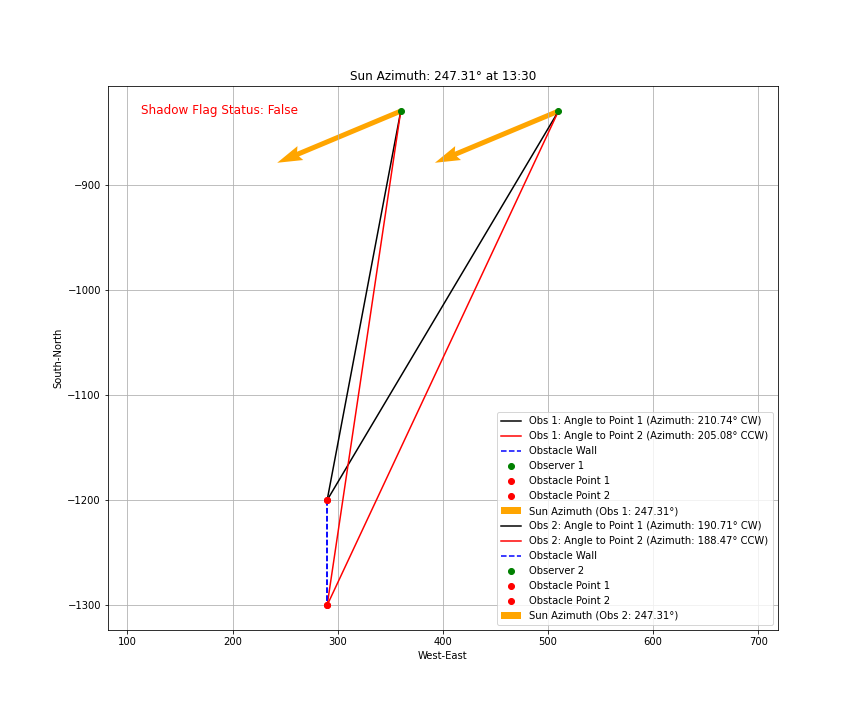 Sun Azimuth: 247.31° at 13:30
Shadow Flag Status: False
−900
−1000
−1100
−1200
−1300
South-North
Obs 1: Angle to Point 1 (Azimuth: 210.74° CW)
Obs 1: Angle to Point 2 (Azimuth: 205.08° CCW)
Obstacle Wall
Observer 1
Obstacle Point 1
Obstacle Point 2
Sun Azimuth (Obs 1: 247.31°)
Obs 2: Angle to Point 1 (Azimuth: 190.71° CW)
Obs 2: Angle to Point 2 (Azimuth: 188.47° CCW)
Obstacle Wall
Observer 2
Obstacle Point 1
Obstacle Point 2
Sun Azimuth (Obs 2: 247.31°)
100 200 300 400 500 600 700
West-East